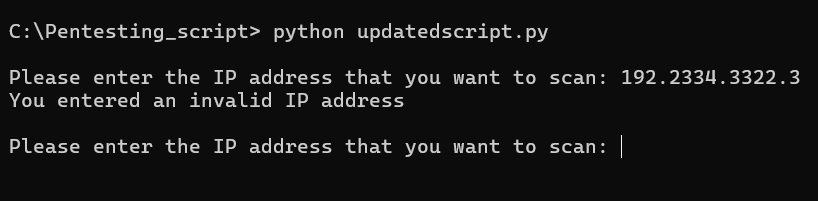 C:\Pentesting_script> python updatedscript.py
Please enter the IP address that you want to scan: 192.2334.3322.3
You entered an invalid IP address
Please enter the IP address that you want to scan: